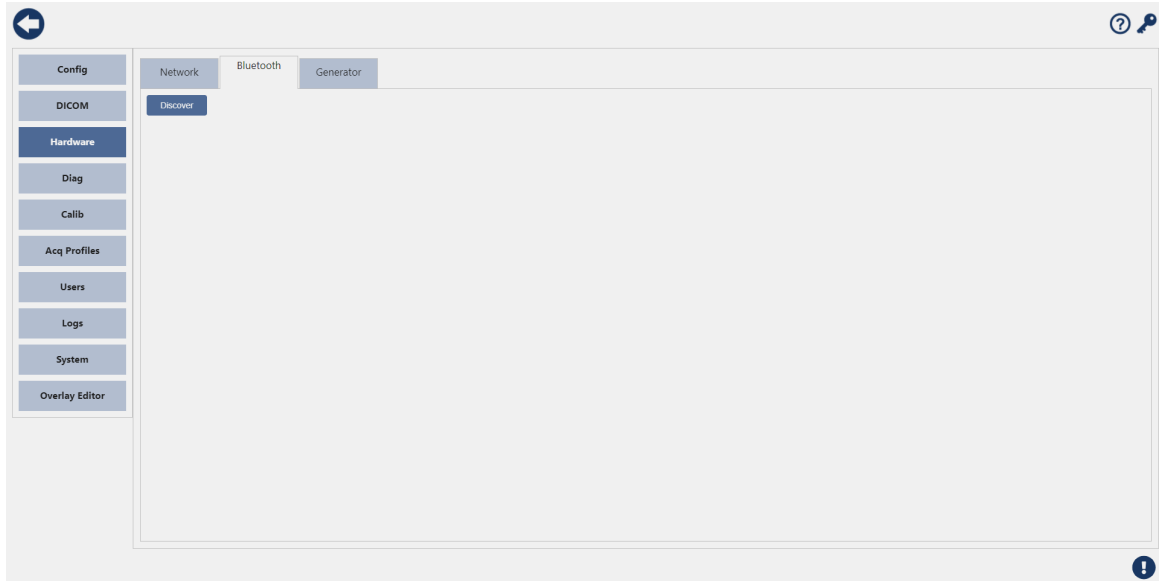 Config
DICOM
Hardware
Diag
Calib
Acq Profiles
Users
Logs
System
Overlay Editor
Network Bluetooth Generator
Discover